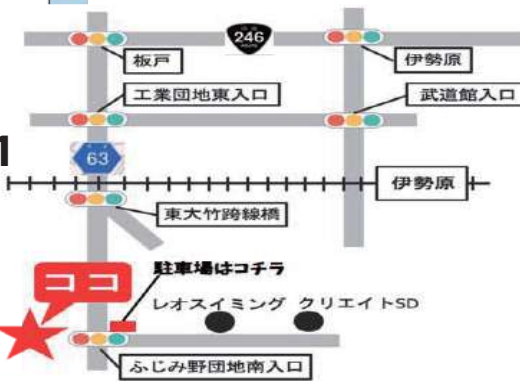 246
板戸
伊勢原
工業団地東入口
武道館入口
1
63
伊勢原
東大竹跨線橋
ココ
駐車場はコチラ
レオスイミング クリエイトSD
ふじみ野団地南入口